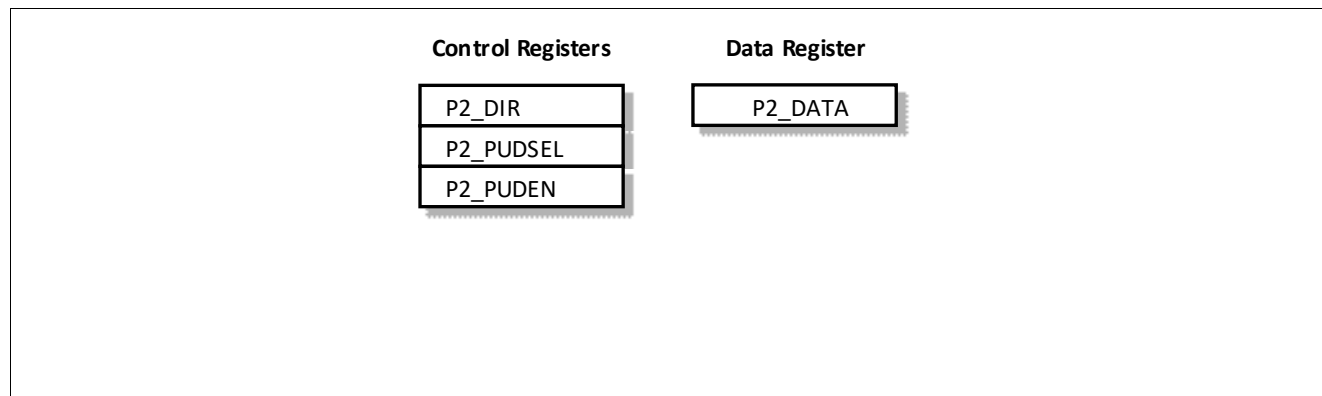 Control Registers
Data Register
P2_DIR
P2_DATA
P2_PUDSEL
P2_PUDEN